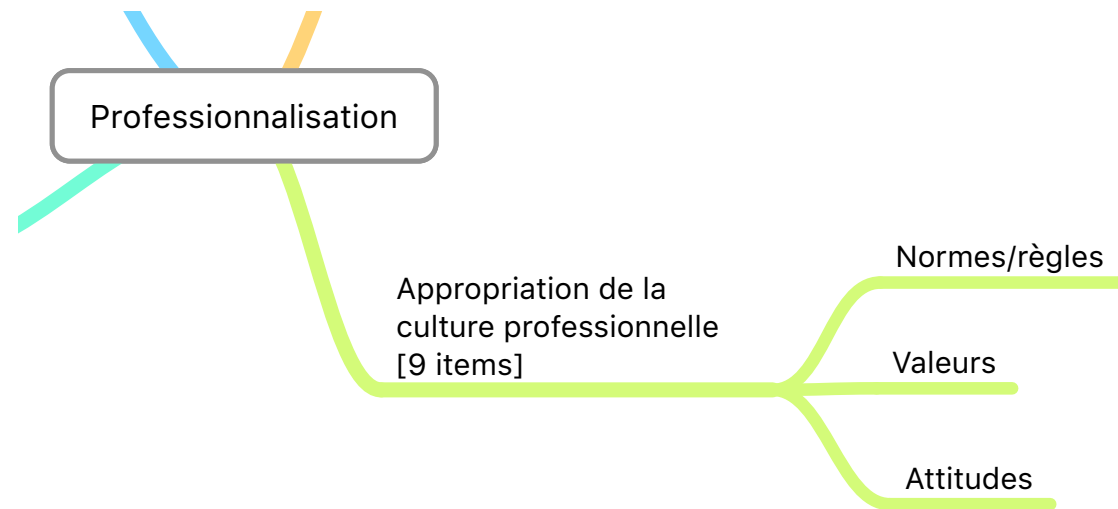 Professionnalisation
Appropriation de la
culture professionnelle
[9 items]
Normes/règles
Valeurs
Attitudes